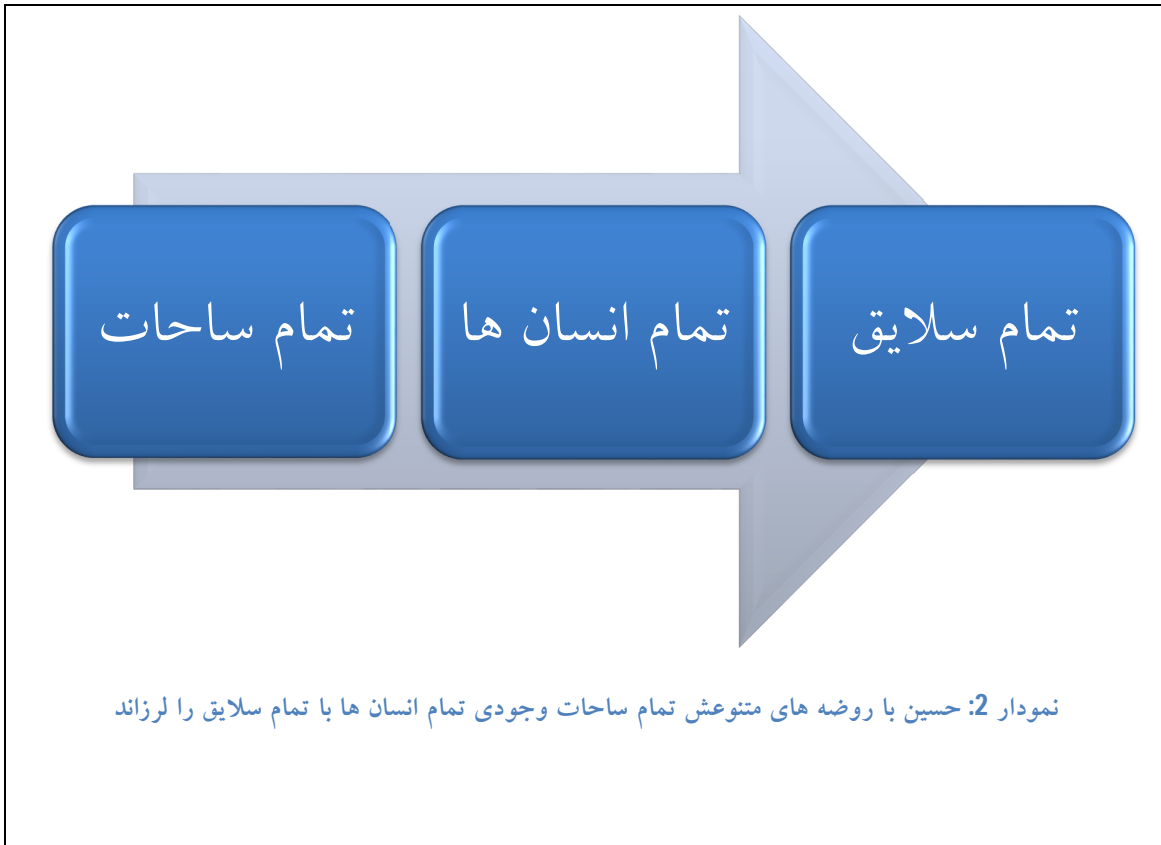 تمام ساحات
تمام انسان ها
تمام سلایق
نمودار 2: حسین با روضه های متنوعش تمام ساحات وجودی تمام انسان ها با تمام سلایق را لرزاند